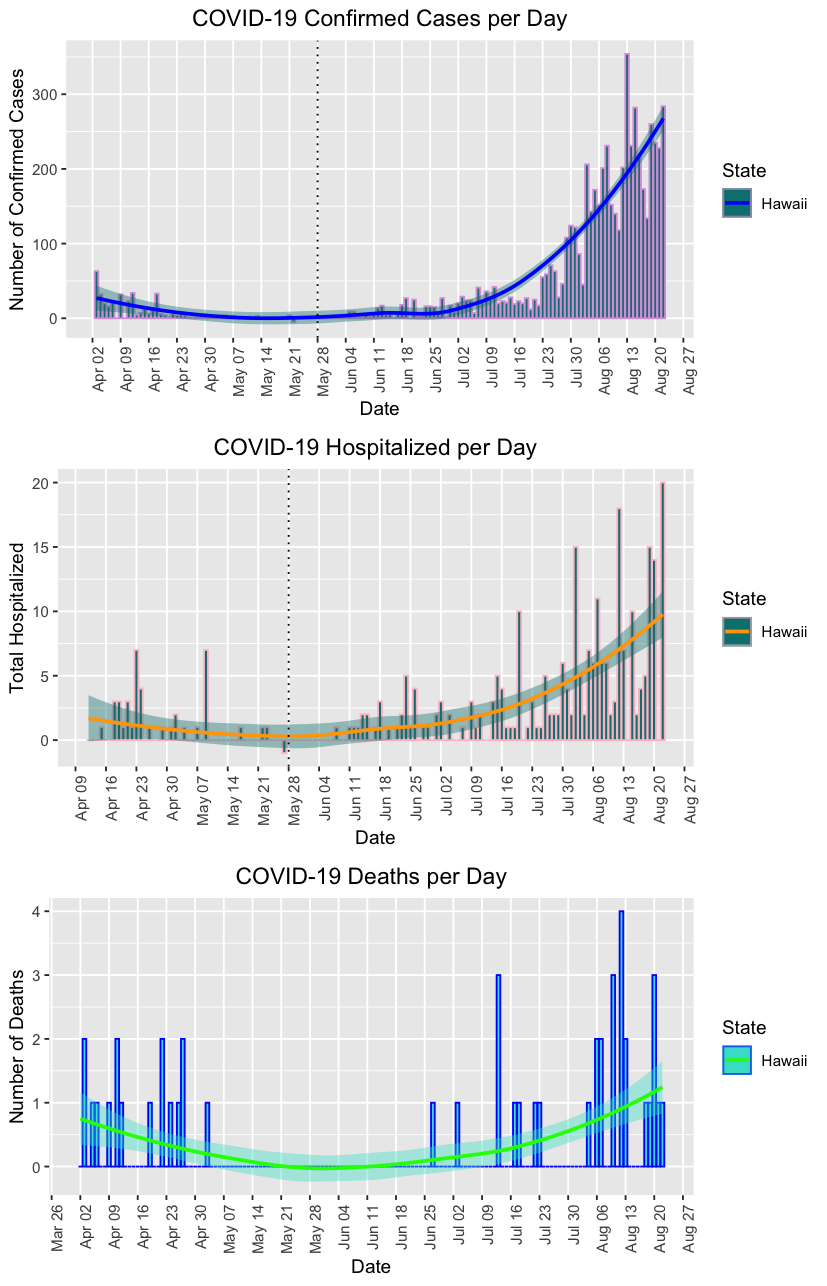 COVID-19 Confirmed Cases per Day
Number of Confirmed Cases
300
200
100
0
Apr 02
Apr 09
Apr 16
Apr 23
Apr 30
May 07
May 14
May 21
May 28
Jun 04
Jun 11
Jun 18
Jun 25
Jul 02
Jul 09
Jul 16
Jul 23
Jul 30
Aug 06
Aug 13
Aug 20
Aug 27
Date
State
Hawaii
COVID-19 Hospitalized per Day
Total Hospitalized
20
15
10
5
0
Apr 09
Apr 16
Apr 23
Apr 30
May 07
May 14
May 21
May 28
Jun 04
Jun 11
Jun 18
Jun 25
Jul 02
Jul 09
Jul 16
Jul 23
Jul 30
Aug 06
Aug 13
Aug 20
Aug 27
Date
State
Hawaii
COVID-19 Deaths per Day
Number of Deaths
4
3
2
1
0
Mar 26
Apr 02
Apr 09
Apr 16
Apr 23
Apr 30
May 07
May 14
May 21
May 28
Jun 04
Jun 11
Jun 18
Jun 25
Jul 02
Jul 09
Jul 16
Jul 23
Jul 30
Aug 06
Aug 13
Aug 20
Aug 27
Date
State
Hawaii